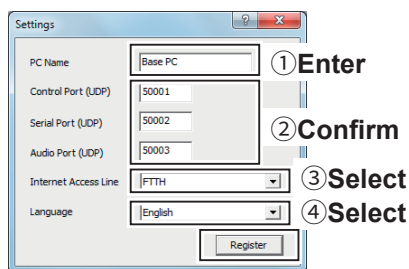 Settings
PC Name Base PC ①Enter
Control Port (UDP) 50001
Serial Port (UDP) 50002 ②Confirm
Audio Port (UDP) 50003
Internet Access Line FTTH ③Select
Language English ④Select
Register